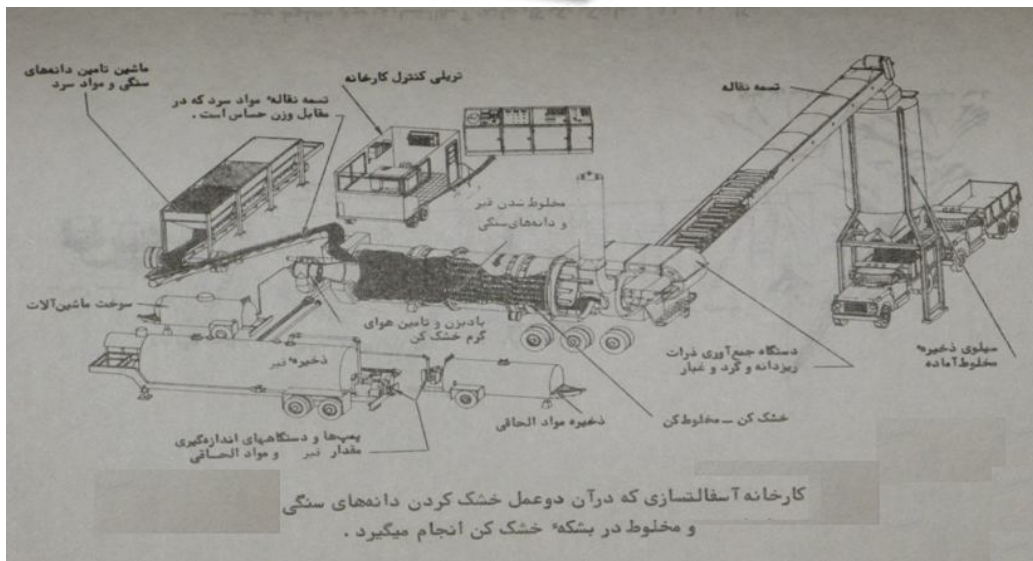 ماشین تامین دانه‌های
سنگی و مواد سرد
تسمه نقاله مواد سرد که در
مقابل وزن حساس است .
تریلی کنترل کارخانه
تسمه نقاله
مخلوط شدن قیر
و دانه‌های سنگی
سوخت ماشین‌آلات
بادبزن و تامین هوای
گرم خشک کن
ذخیره قیر
دستگاه جمع‌آوری ذرات
ریزدانه و گرد و غبار
سیلوی ذخیره
مخلوط آماده
خشک کن – مخلوط کن
ذخیره مواد الحاقی
پمپ‌ها و دستگاههای اندازه‌گیری
مقدار قیر و مواد الحاقی
کارخانه آسفالتسازی که درآن دوعمل خشک کردن دانه‌های سنگی
و مخلوط در بشکهٔ خشک کن انجام میگیرد .